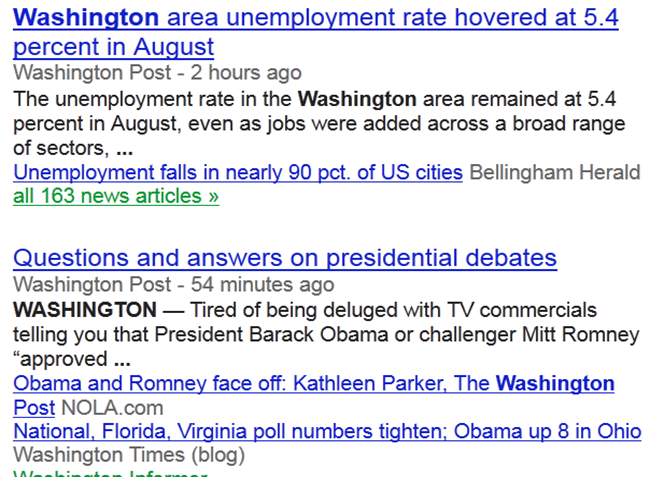 Washington area unemployment rate hovered at 5.4
percent in August
Washington Post - 2 hours ago
The unemployment rate in the Washington area remained at 5.4
percent in August, even as jobs were added across a broad range
of sectors, ...
Unemployment falls in nearly 90 pct. of US cities Bellingham Herald
all 163 news articles »
Questions and answers on presidential debates
Washington Post - 54 minutes ago
WASHINGTON — Tired of being deluged with TV commercials
telling you that President Barack Obama or challenger Mitt Romney
“approved ...
Obama and Romney face off: Kathleen Parker, The Washington
Post NOLA.com
National, Florida, Virginia poll numbers tighten; Obama up 8 in Ohio
Washington Times (blog)
Washington Informer